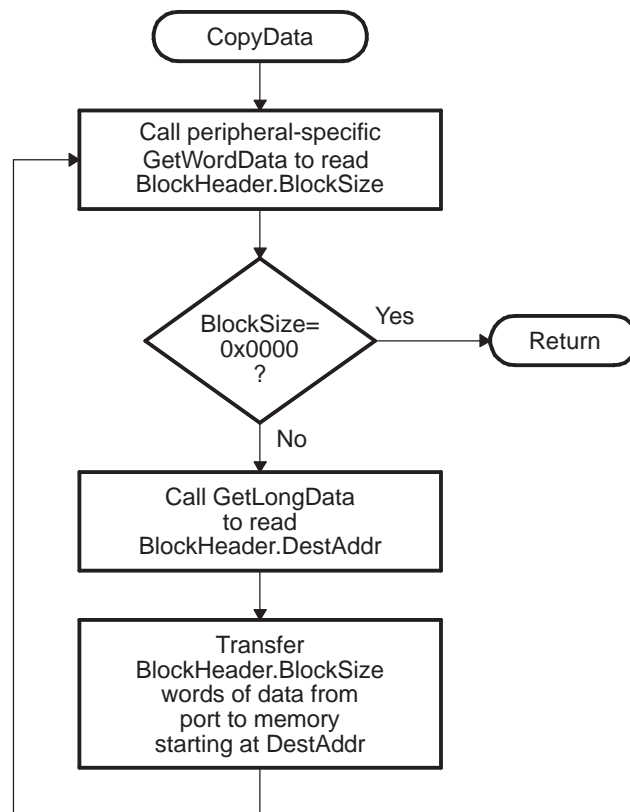 CopyData
Call peripheral-specific
GetWordData to read
BlockHeader.BlockSize
BlockSize=
0x0000
?
Yes
Return
No
Call GetLongData
to read
BlockHeader.DestAddr
Transfer
BlockHeader.BlockSize
words of data from
port to memory
starting at DestAddr